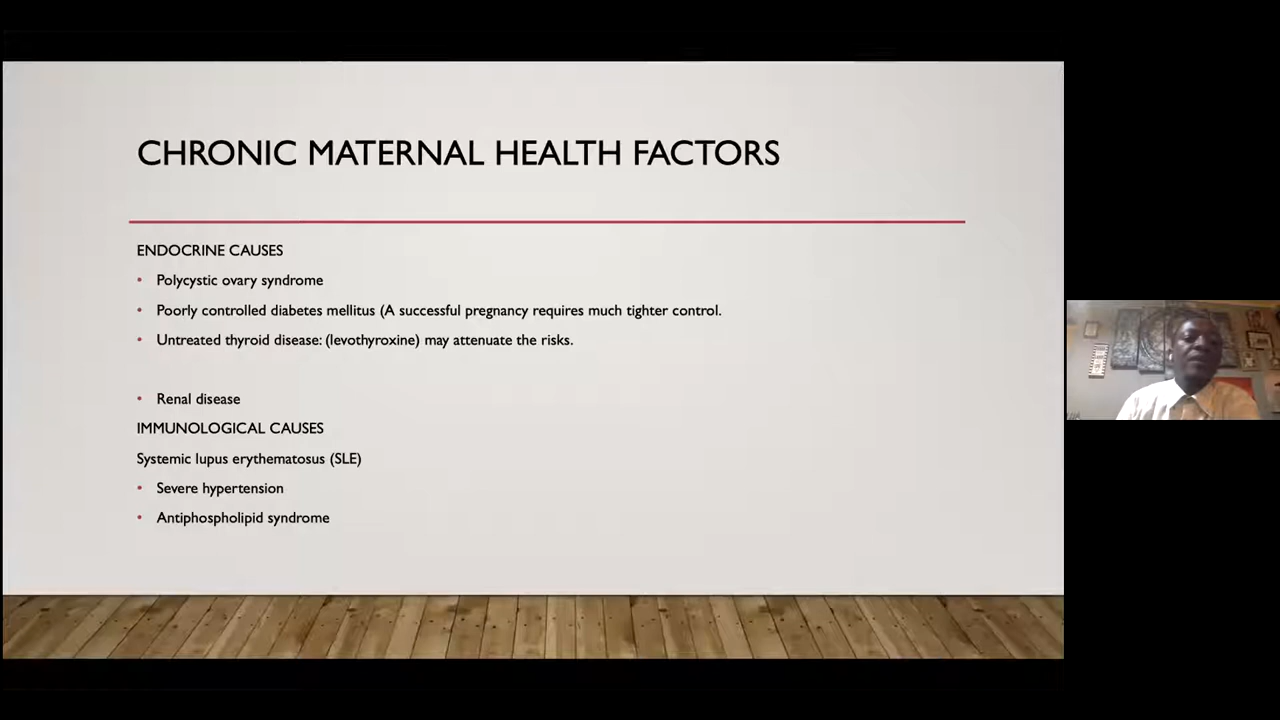 CHRONIC MATERNAL HEALTH FACTORS
ENDOCRINE CAUSES
• Polycystic ovary syndrome
• Poorly controlled diabetes mellitus (A successful pregnancy requires much tighter control.
• Untreated thyroid disease: (levothyroxine) may attenuate the risks.
• Renal disease
IMMUNOLOGICAL CAUSES
Systemic lupus erythematosus (SLE)
• Severe hypertension
• Antiphospholipid syndrome